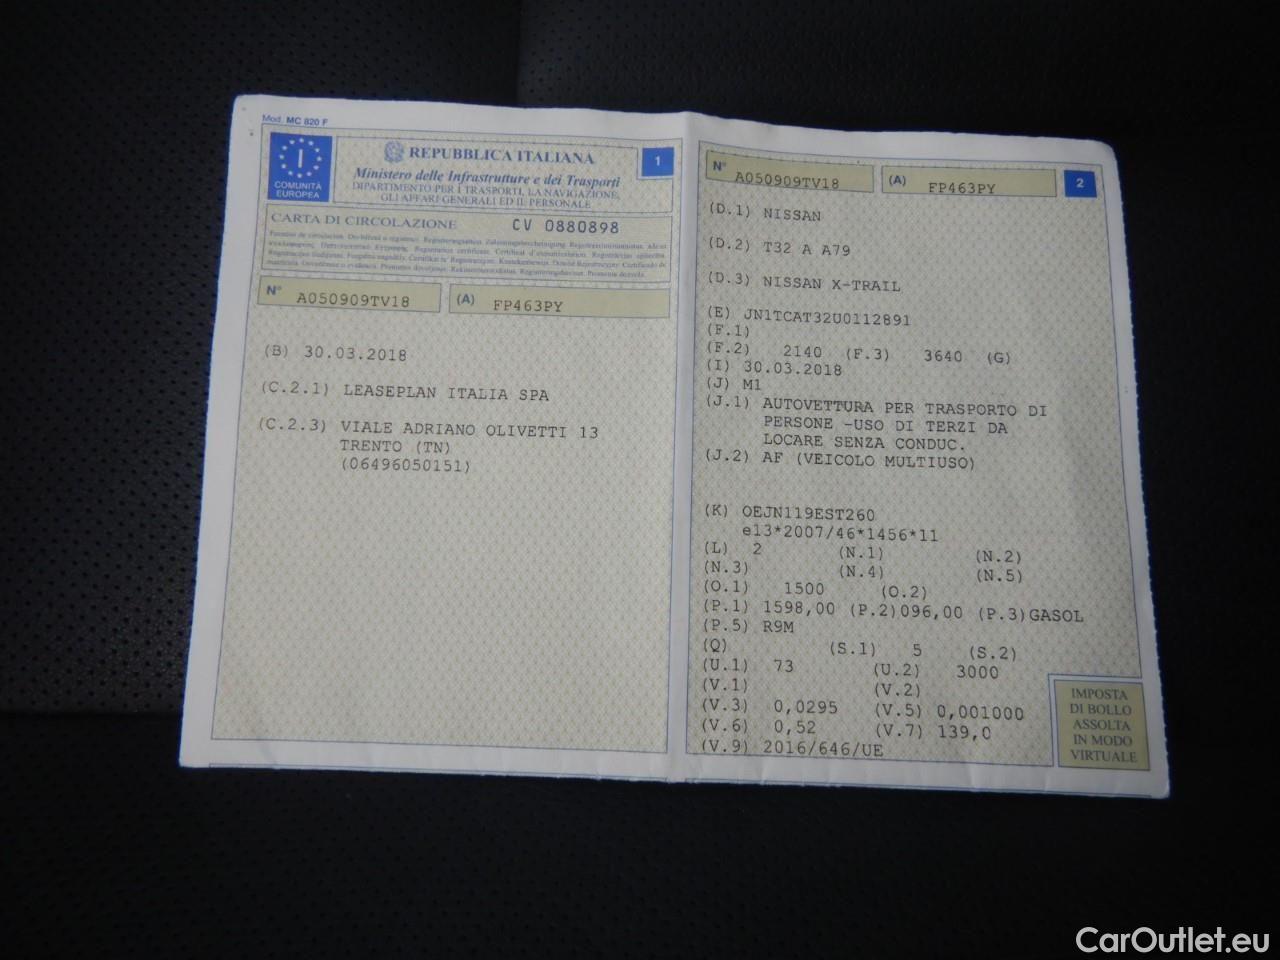 Mod. MC 820 F
I
COMUNITÀ
EUROPEA
REPUBBLICA ITALIANA
Ministero delle Infrastrutture e dei Trasporti
DIPARTIMENTO PER I TRASPORTI, LA NAVIGAZIONE,
GLI AFFARI GENERALI ED IL PERSONALE
1
CARTA DI CIRCOLAZIONE CV 0880898
N° A050909TV18 (A) FP463PY
(B) 30.03.2018
(C.2.1) LEASEPLAN ITALIA SPA
(C.2.3) VIALE ADRIANO OLIVETTI 13
TRENTO (TN)
(06496050151)
N° A050909TV18 (A) FP463PY 2
(D.1) NISSAN
(D.2) T32 A A79
(D.3) NISSAN X-TRAIL
(E) JN1TCAT32U0112891
(F.1)
(F.2) 2140 (F.3) 3640 (G)
(I) 30.03.2018
(J) M1
(J.1) AUTOVETTURA PER TRASPORTO DI
PERSONE -USO DI TERZI DA
LOCARE SENZA CONDUC.
(J.2) AF (VEICOLO MULTIUSO)
(K) OEJN119EST260
e13*2007/46*1456*11
(L) 2 (N.1) (N.2)
(N.3) (N.4) (N.5)
(O.1) 1500 (O.2)
(P.1) 1598,00 (P.2)096,00 (P.3)GASOL
(P.5) R9M
(Q) (S.1) 5 (S.2)
(U.1) 73 (U.2) 3000
(V.1) (V.2)
(V.3) 0,0295 (V.5) 0,001000
(V.6) 0,52 (V.7) 139,0
(V.9) 2016/646/UE
IMPOSTA
DI BOLLO
ASSOLTA
IN MODO
VIRTUALE
CarOutlet.eu